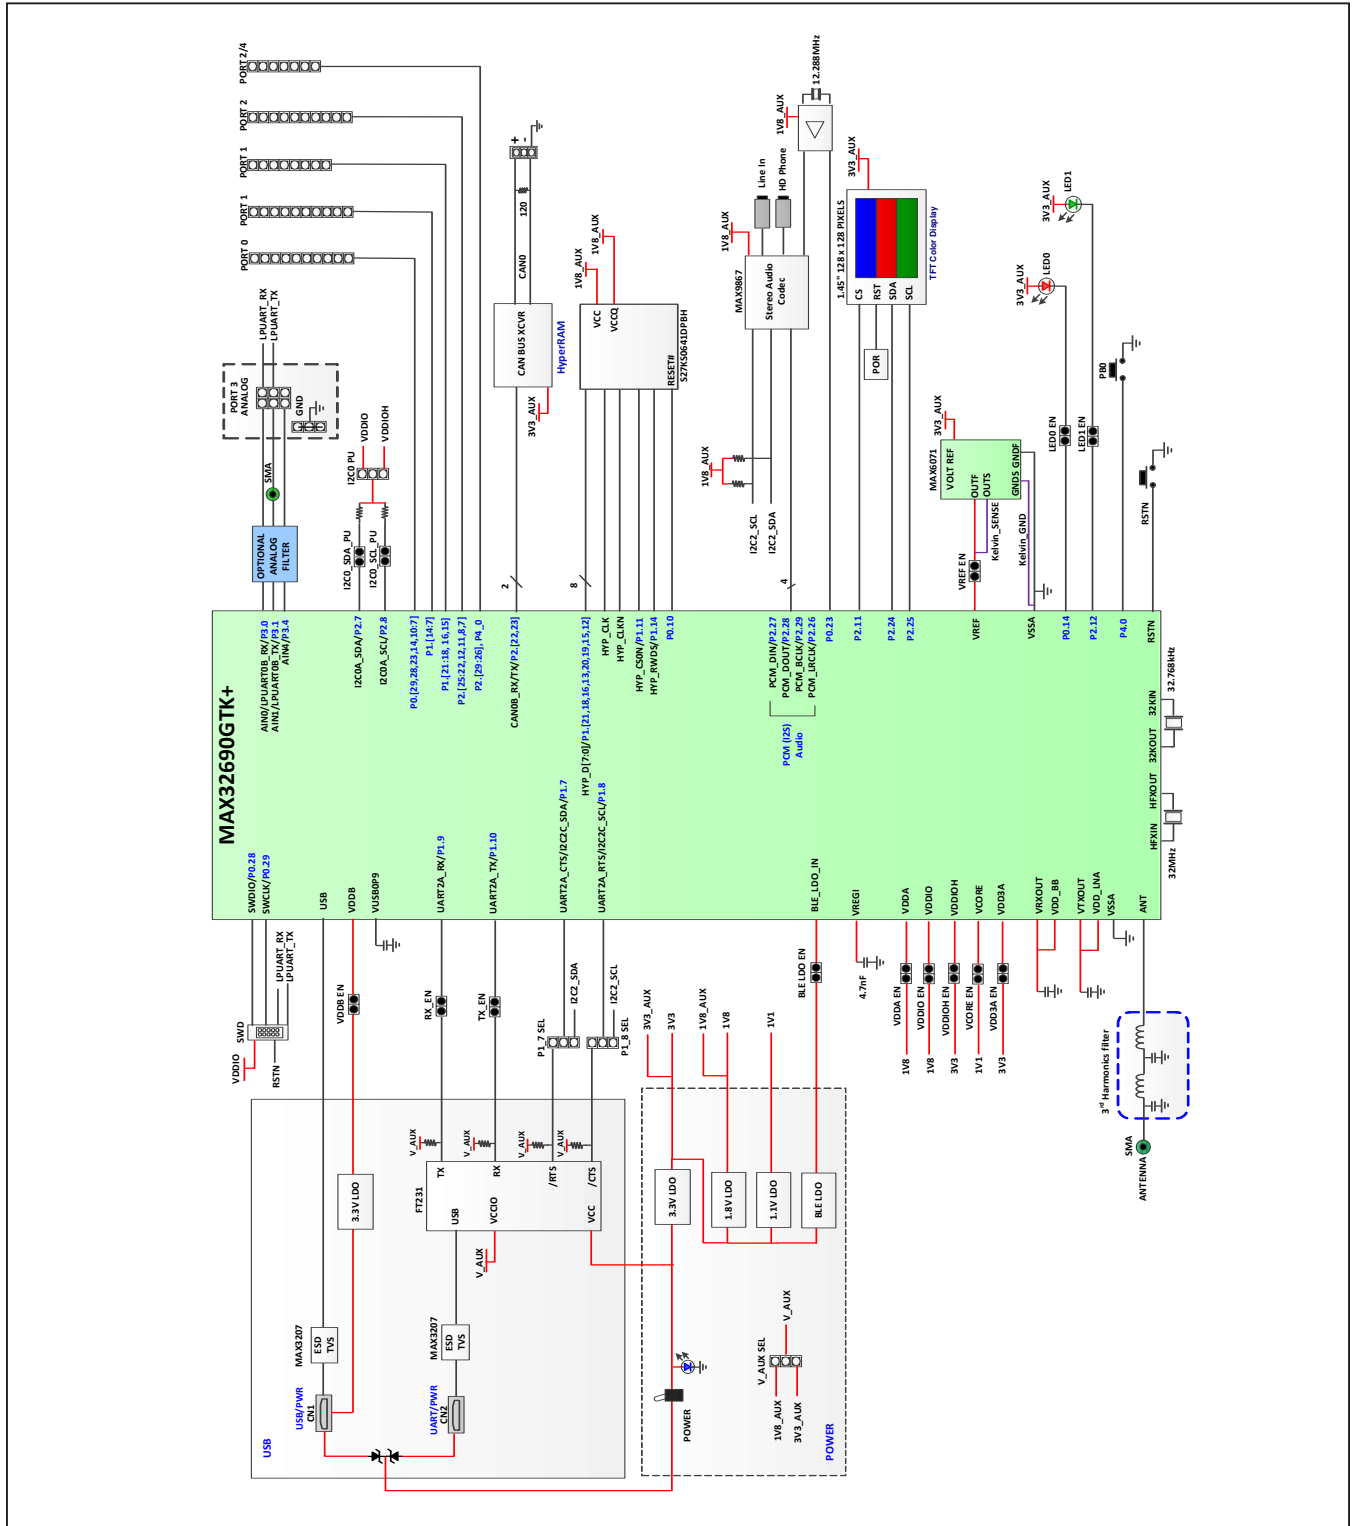 MAX32690GTK+
SWDIO/P0.28
SWCLK/P0.29
USB
VDDB
VUSB0P9
UART2A_RX/P1.9
UART2A_TX/P1.10
UART2A_CTS/I2C2C_SDA/P1.7
UART2A_RTS/I2C2C_SCL/P1.8
BLE_LDO_IN
VREGI
VDDA
VDDIO
VDDIOH
VCORE
VDD3A
VRXOUT
VDD_BB
VTXOUT
VDD_LNA
VSSA
ANT
AIN0/LPUART0B_RX/P3.0
AIN1/LPUART0B_TX/P3.1
AIN4/P3.4
I2C0A_SDA/P2.7
I2C0A_SCL/P2.8
P0.[29,28,23,14,10:7]
P1.[14:7]
P1.[21:18, 16,15]
P2.[25:22,12,11,8,7]
P2.[29:26], P4_0
CAN0B_RX/TX/P2.[22,23]
HYP_D[7:0]/P1.[21,18,16,13,20,19,15,12]
HYP_CLK
HYP_CLKN
HYP_CS0N/P1.11
HYP_RWDS/P1.14
P0.10
PCM (I2S)
Audio
PCM_DIN/P2.27
PCM_DOUT/P2.28
PCM_BCLK/P2.29
PCM_LRCLK/P2.26
P0.23
P2.11
P2.24
P2.25
VREF
VSSA
P0.14
P2.12
P4.0
RSTN
HFXIN
HFXOUT
32KOUT
32KIN
32MHz
32.768kHz
PORT 2/4
PORT 2
PORT 1
PORT 1
PORT 0
PORT 3
ANALOG
GND
LPUART_RX
LPUART_TX
SMA
OPTIONAL
ANALOG
FILTER
I2C0 PU
VDDIO
VDDIOH
I2C0_SDA_PU
I2C0_SCL_PU
2
CAN BUS XCVR
3V3_AUX
CAN0
120
+
-
HyperRAM
8
VCC
VCCQ
1V8_AUX
1V8_AUX
RESET#
S27KS0641DPBH
1V8_AUX
I2C2_SCL
I2C2_SDA
4
MAX9867
Stereo Audio
Codec
1V8_AUX
Line In
HD Phone
1V8_AUX
12.288MHz
1.45" 128 x 128 PIXELS
CS
RST
SDA
SCL
POR
3V3_AUX
TFT Color Display
MAX6071
VOLT REF
OUTF
OUTS
GNDS GNDF
3V3_AUX
VREF EN
Kelvin_SENSE
Kelvin_GND
LED0 EN
LED1 EN
3V3_AUX
LED0
3V3_AUX
LED1
PB0
RSTN
SWD
VDDIO
RSTN
LPUART_RX
LPUART_TX
VDDB EN
RX_EN
TX_EN
P1_7 SEL
I2C2_SDA
P1_8 SEL
I2C2_SCL
BLE LDO EN
4.7nF
VDDA EN
VDDIO EN
VDDIOH EN
VCORE EN
VDD3A EN
1V8
1V8
3V3
1V1
3V3
3rd Harmonics filter
SMA
ANTENNA
USB
USB/PWR
CN1
MAX3207
ESD
TVS
3.3V LDO
UART/PWR
CN2
MAX3207
ESD
TVS
FT231
TX
RX
/RTS
/CTS
USB
VCCIO
VCC
V_AUX
V_AUX
V_AUX
V_AUX
V_AUX
POWER
POWER
3.3V LDO
1.8V LDO
1.1V LDO
BLE LDO
3V3_AUX
3V3
1V8_AUX
1V8
1V1
V_AUX SEL
V_AUX
1V8_AUX
3V3_AUX